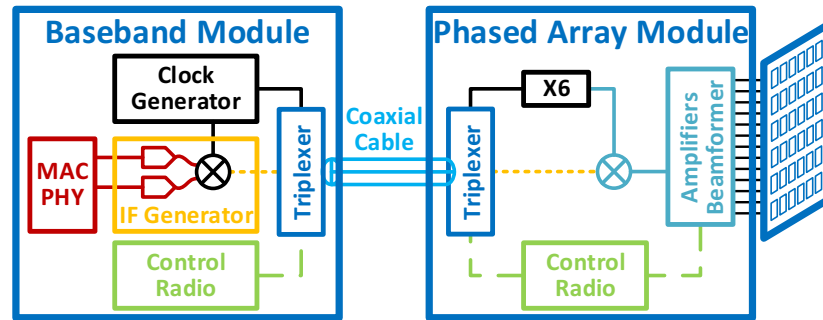 Baseband Module
Phased Array Module
Clock
Generator
MAC
PHY
IF Generator
Control
Radio
Triplexer
Coaxial
Cable
Triplexer
X6
Control
Radio
Amplifiers
Beamformer